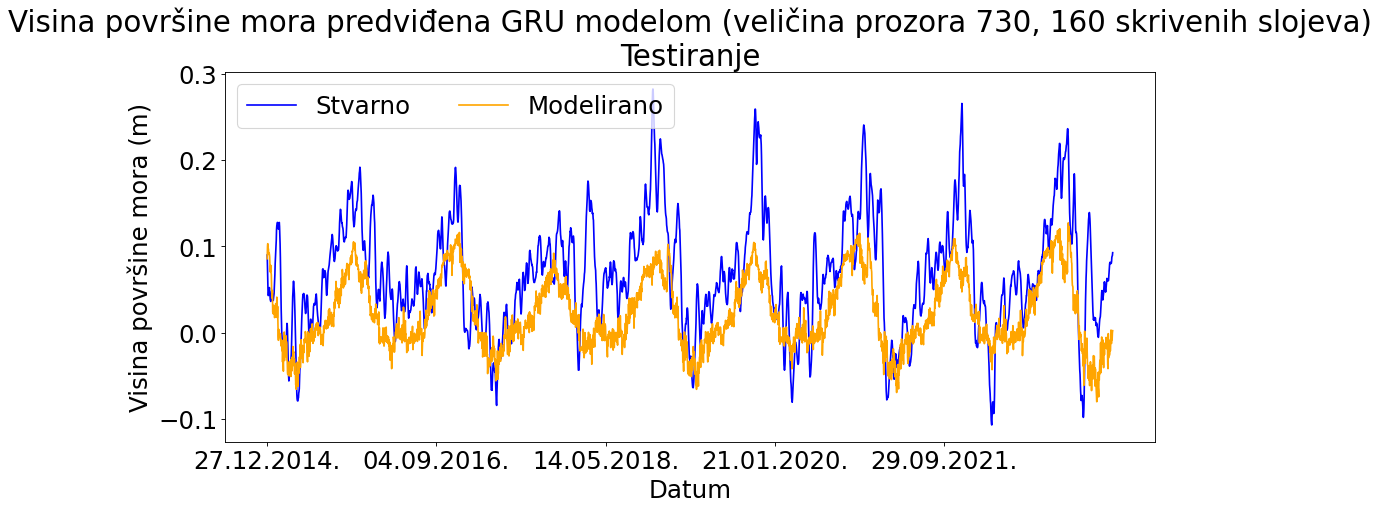 Visina površine mora predviđena GRU modelom (veličina prozora 730, 160 skrivenih slojeva)
Testiranje
Stvarno
Modelirano
Visina površine mora (m)
0.3
0.2
0.1
0.0
−0.1
27.12.2014.
04.09.2016.
14.05.2018.
21.01.2020.
29.09.2021.
Datum